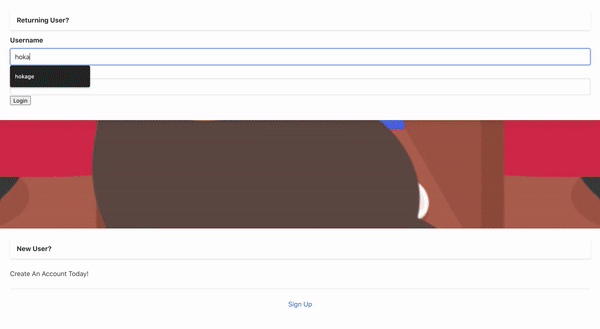 Returning User?
Username
hoka
hokage
Login
New User?
Create An Account Today!
Sign Up